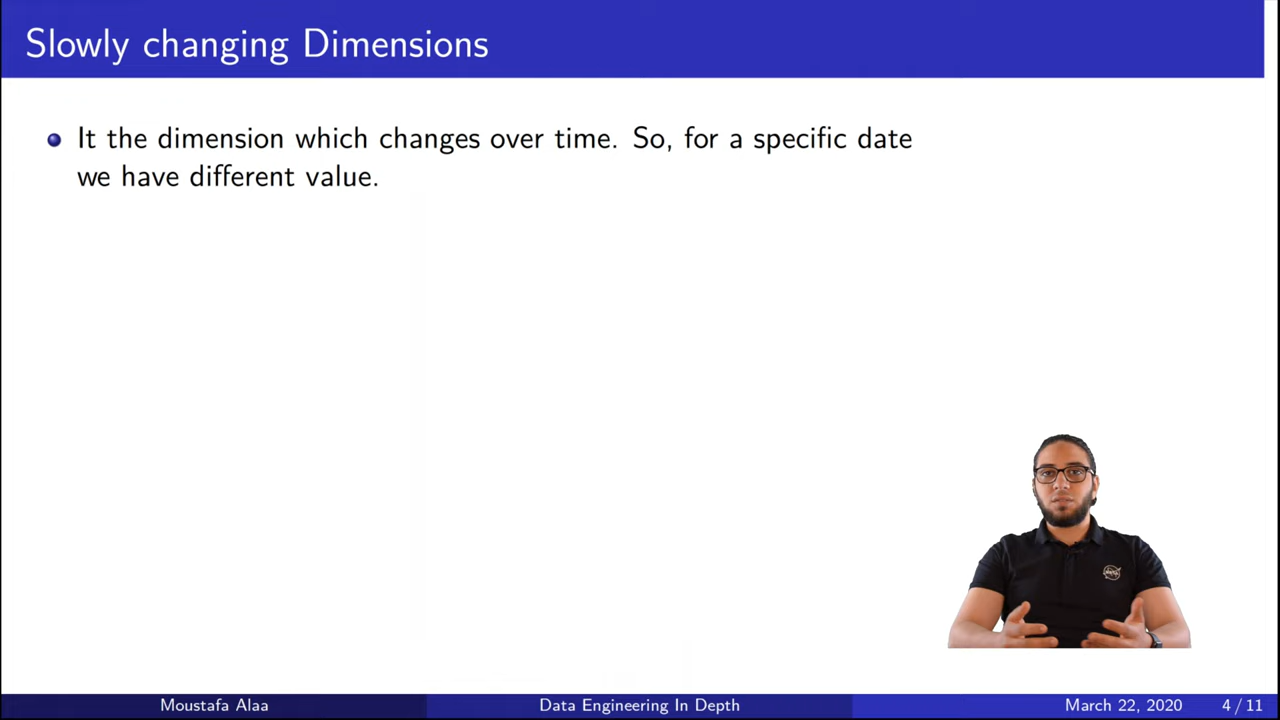 Slowly changing Dimensions
It the dimension which changes over time. So, for a specific date
we have different value.
Moustafa Alaa
Data Engineering In Depth
March 22, 2020
4 / 11